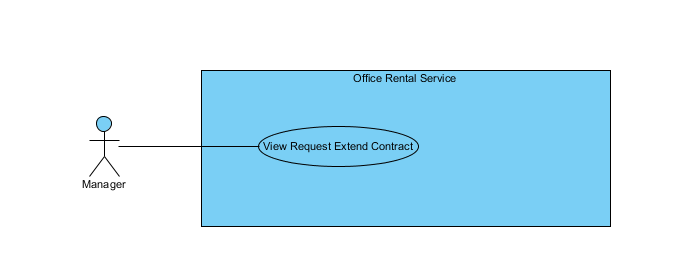 Office Rental Service
View Request Extend Contract
Manager